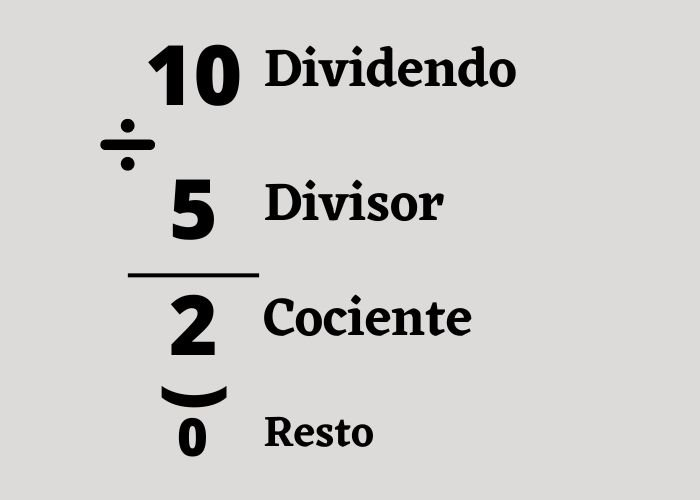 10 Dividendo
÷
5 Divisor
2 Cociente
0 Resto